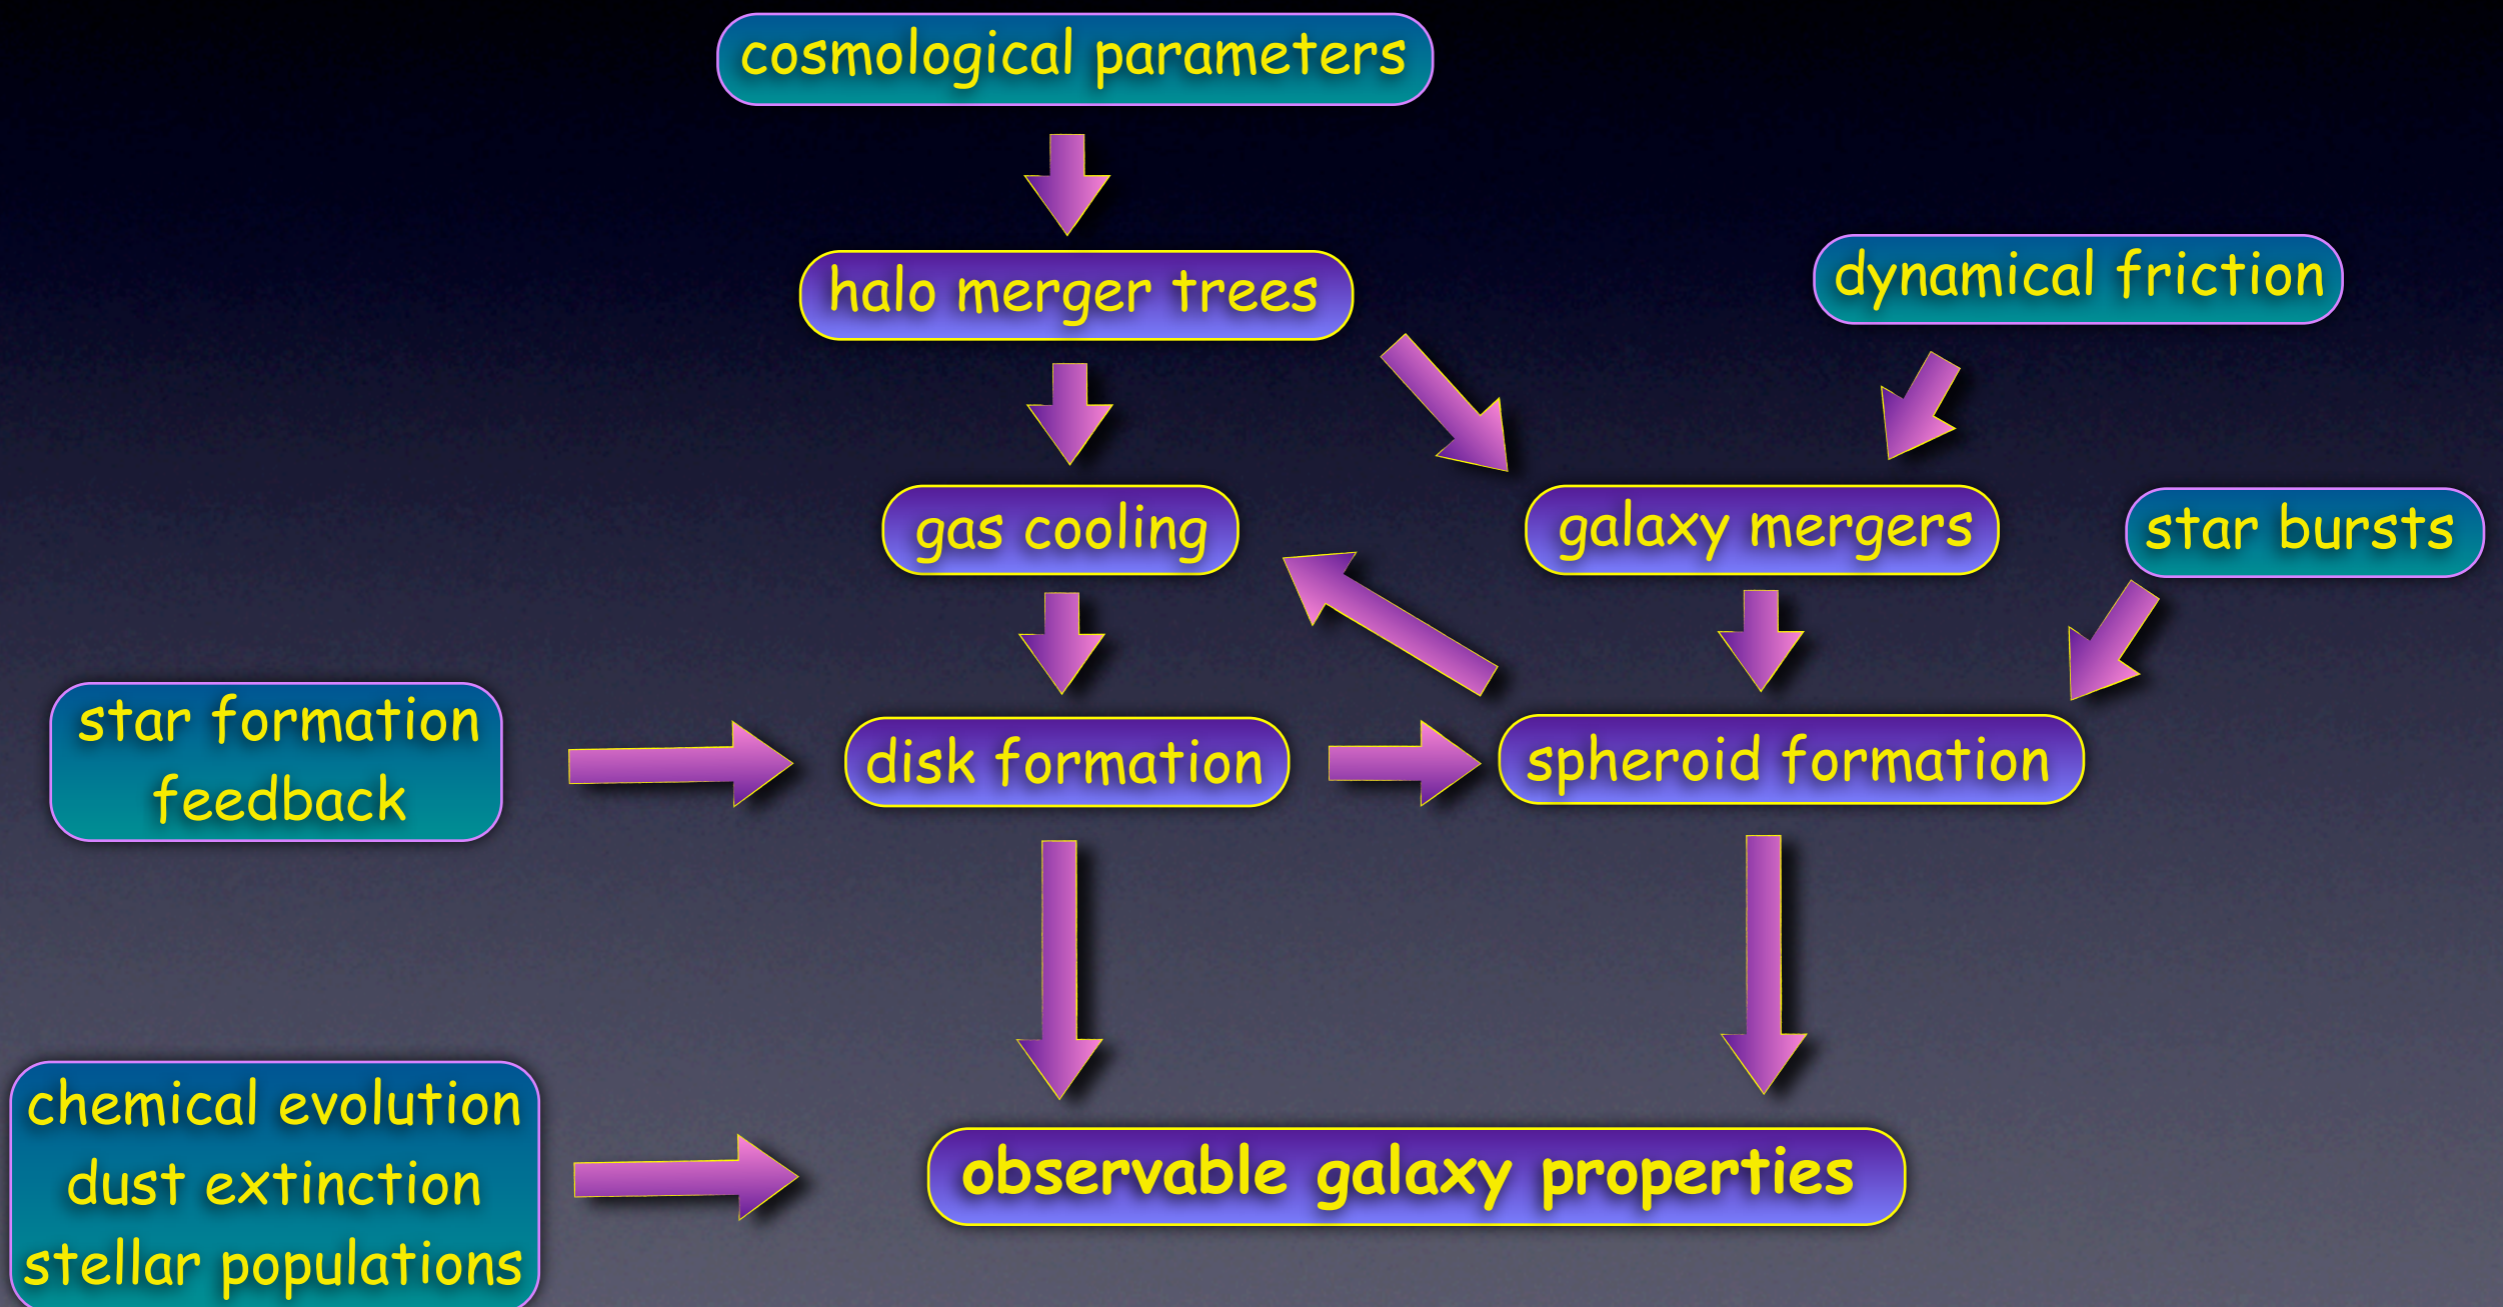 cosmological parameters
halo merger trees
dynamical friction
gas cooling
galaxy mergers
star bursts
star formation
feedback
disk formation
spheroid formation
chemical evolution
dust extinction
stellar populations
observable galaxy properties